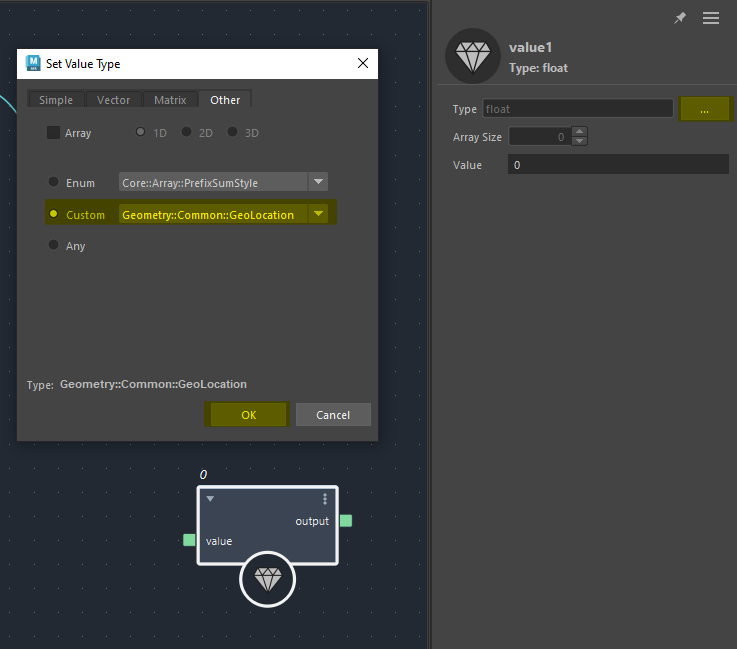 Set Value Type
Simple Vector Matrix Other
Array 1D 2D 3D
Enum Core::Array::PrefixSumStyle
Custom Geometry::Common::GeoLocation
Any
Type: Geometry::Common::GeoLocation
OK Cancel
0
output
value
value1
Type: float
Type float ...
Array Size 0
Value 0